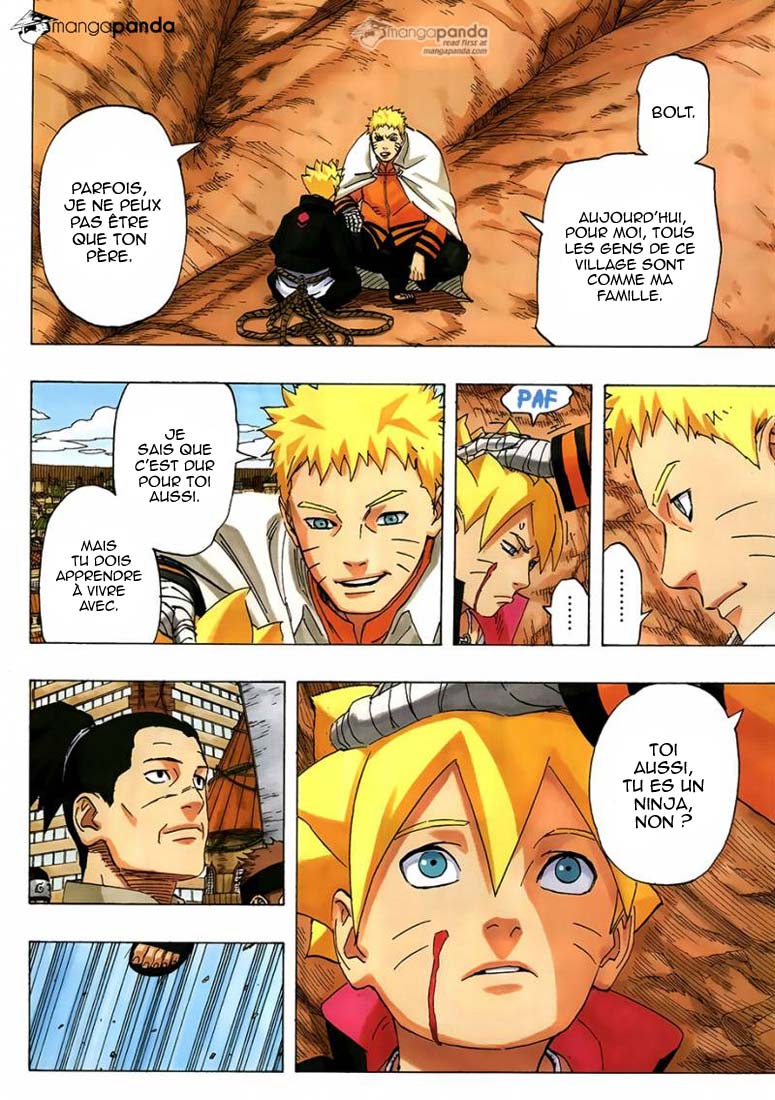 mangapanda
mangapanda
read first at
mangapanda.com
BOLT.
AUJOURD'HUI,
POUR MOI, TOUS
LES GENS DE CE
VILLAGE SONT
COMME MA
FAMILLE.
PARFOIS,
JE NE PEUX
PAS ÊTRE
QUE TON
PÈRE.
.......
PAF
......
JE
SAIS QUE
C'EST DUR
POUR TOI
AUSSI.
MAIS
TU DOIS
APPRENDRE
À VIVRE
AVEC.
TOI
AUSSI,
TU ES UN
NINJA,
NON ?